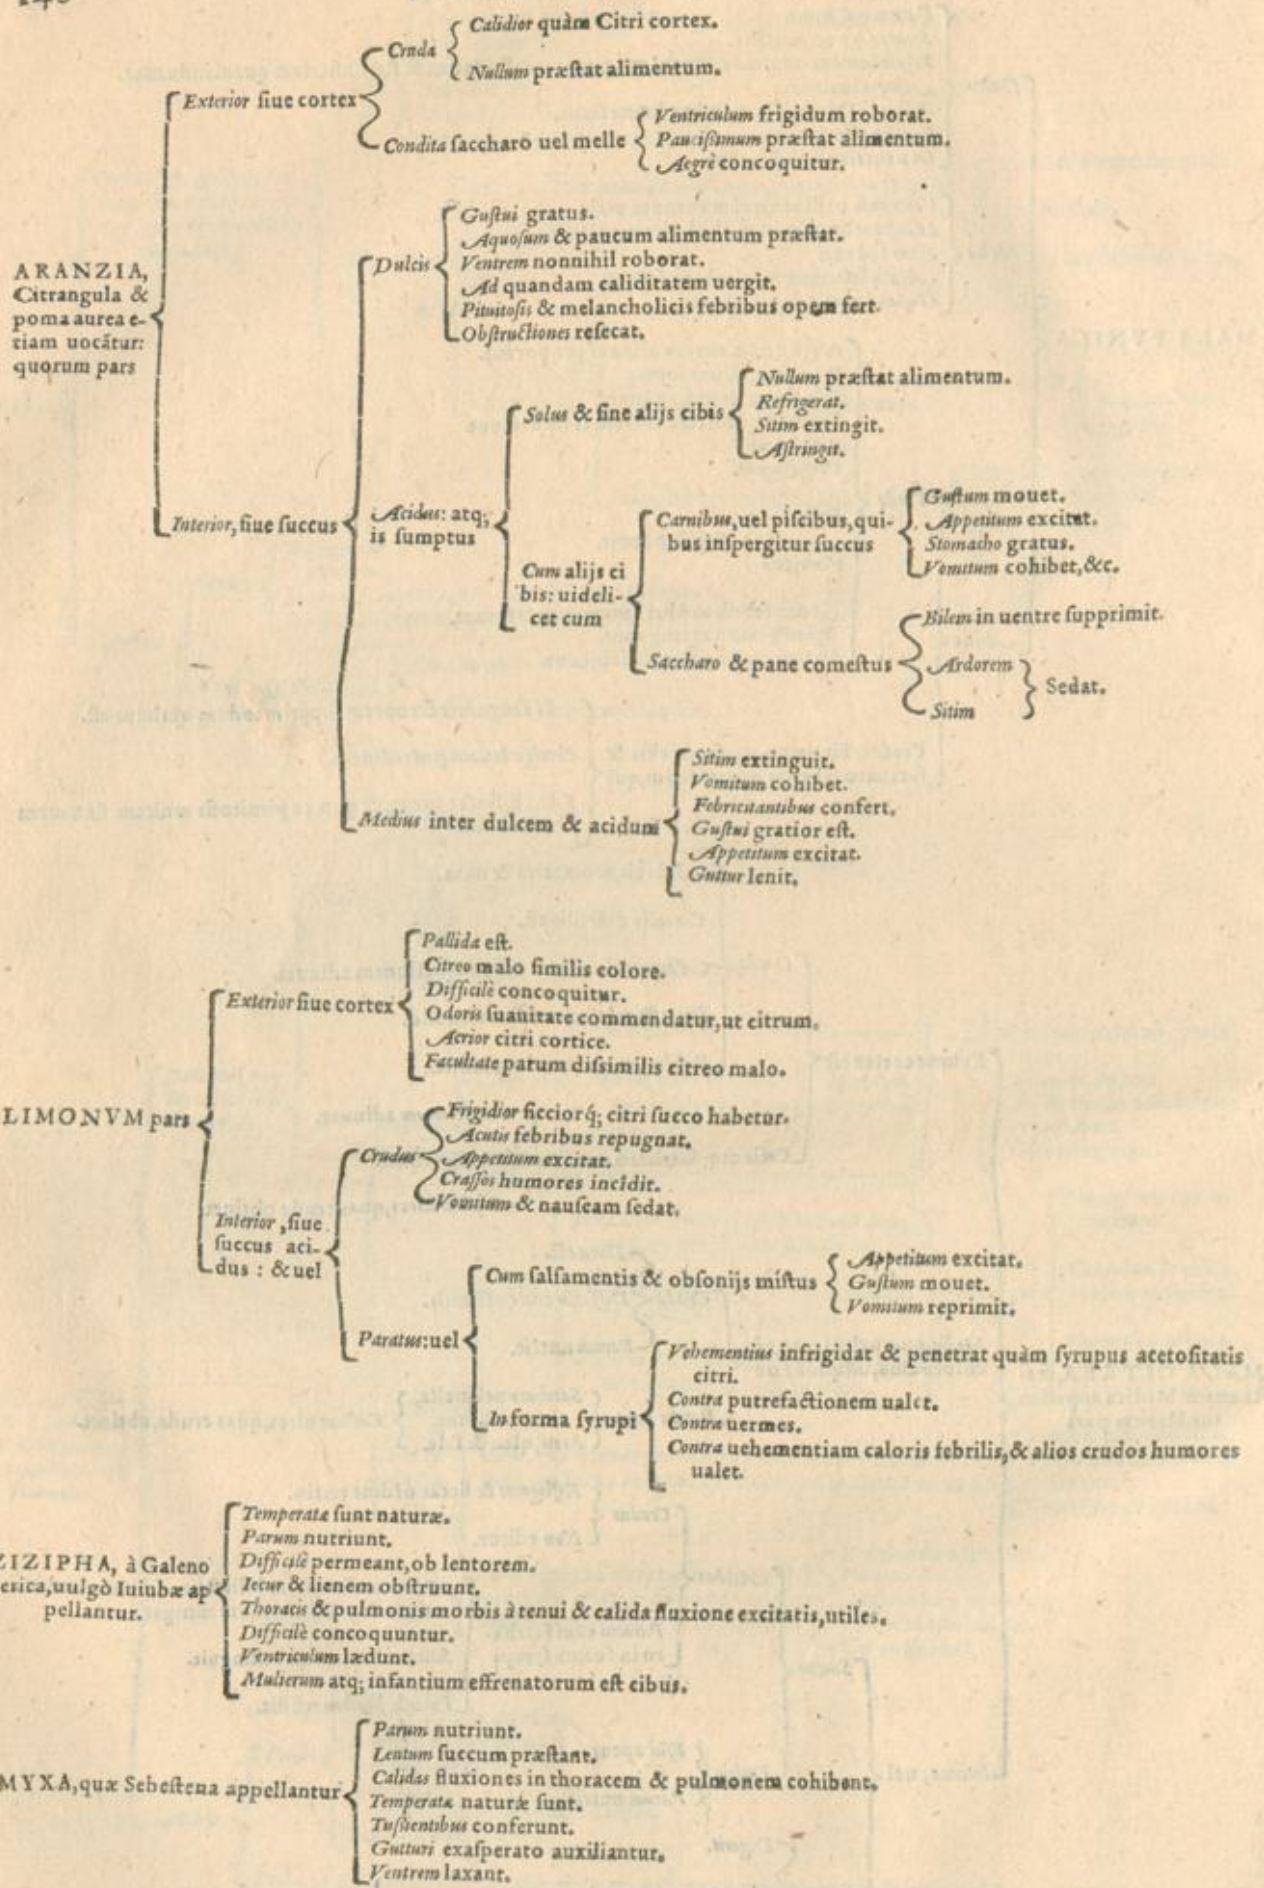 Calidior quàm Citri cortex.
Cruda
Nullum præſtat alimentum.
Exterior ſiue cortex
Ventriculum frigidum roborat.
Condita ſaccharo uel melle
Pauciſsimum præſtat alimentum.
Aegrè concoquitur.
ARANZIA,
Citrangula &
poma aurea e-
tiam uocãtur:
quorum pars
Guſtui gratus.
Aquoſum & paucum alimentum præſtat.
Dulcis
Ventrem nonnihil roborat.
Ad quandam caliditatem uergit.
Pituitoſis & melancholicis febribus opem fert.
Obſtructiones reſecat.
Nullum præſtat alimentum.
Solus & ſine alijs cibis
Refrigerat.
Sitim extingit.
Aſtringit.
Interior, ſiue ſuccus
Acidus: atq;
is ſumptus
Guſtum mouet.
Carnibus, uel piſcibus, qui-
bus inſpergitur ſuccus
Appetitum excitat.
Stomacho gratus.
Vomitum cohibet, &c.
Cum alijs ci
bis: uideli-
cet cum
Bilem in uentre ſupprimit.
Saccharo & pane comeſtus
Ardorem
Sedat.
Sitim
Sitim extinguit.
Vomitum cohibet.
Febricitantibus confert.
Medius inter dulcem & acidum
Guſtui gratior eſt.
Appetitum excitat.
Guttur lenit.
LIMONVM pars
Pallida eſt.
Citreo malo ſimilis colore.
Exterior ſiue cortex
Difficilè concoquitur.
Odoris ſuauitate commendatur, ut citrum.
Acrior citri cortice.
Facultate parum diſsimilis citreo malo.
Frigidior ſicciorq́; citri ſucco habetur.
Acutis febribus repugnat.
Crudus
Appetitum excitat.
Craſſos humores incidit.
Vomitum & nauſeam ſedat.
Interior, ſiue
ſuccus aci-
dus : & uel
Appetitum excitat.
Cum ſalſamentis & obſonijs miſtus
Guſtum mouet.
Vomitum reprimit.
Paratus: uel
Vehementius infrigidat & penetrat quàm ſyrupus acetoſitatis
citri.
Contra putrefactionem ualet.
In forma ſyrupi
Contra uermes.
Contra uehementiam caloris febrilis, & alios crudos humores
ualet.
ZIZIPHA, à Galeno
erica, uulgò Iuiubæ ap
pellantur.
Temperatæ ſunt naturæ.
Parum nutriunt.
Difficilè permeant, ob lentorem.
Iecur & lienem obſtruunt.
Thoracis & pulmonis morbis à tenui & calida fluxione excitatis, utiles.
Difficilè concoquuntur.
Ventriculum lædunt.
Mulierum atq; infantium effrenatorum eſt cibus.
MYXA, quæ Sebeſtena appellantur
Parum nutriunt.
Lentum ſuccum præſtant.
Calidas fluxiones in thoracem & pulmonem cohibent.
Temperatæ naturæ ſunt.
Tuſsientibus conferunt.
Gutturi exaſperato auxiliantur.
Ventrem laxant.